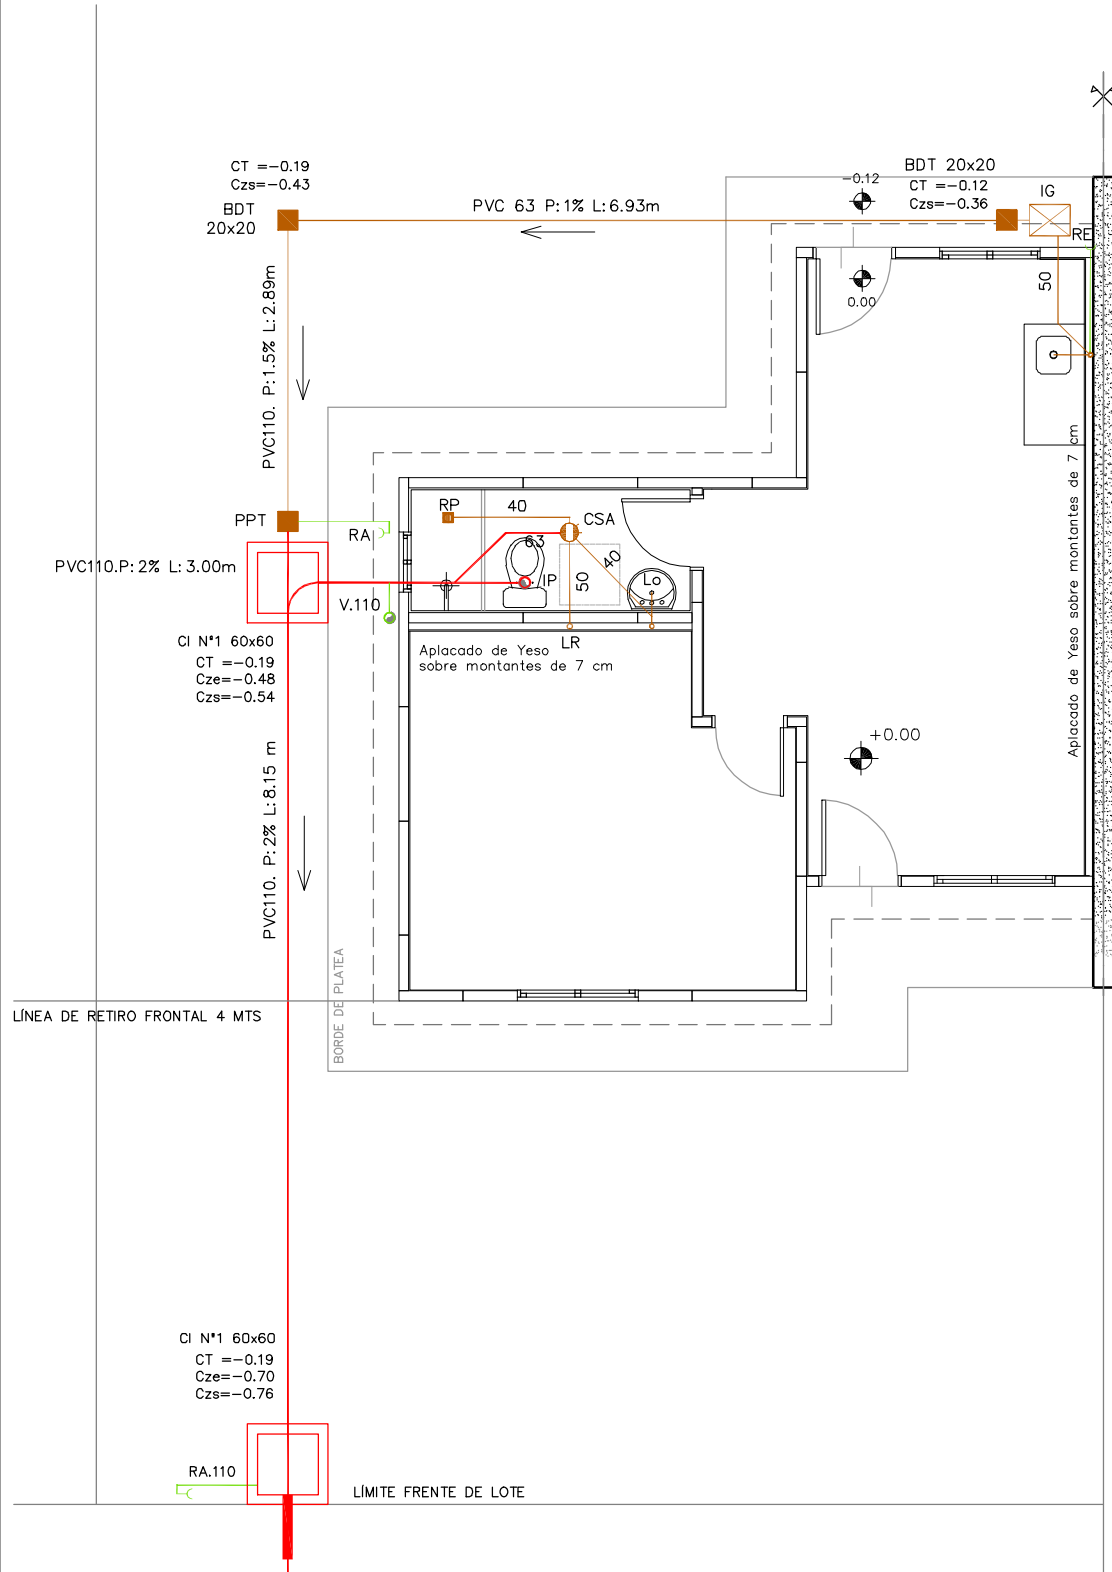 CT =-0.19
Czs=-0.43
BDT
20x20
PVC 63 P:1% L:6.93m
-0.12
BDT 20x20
CT =-0.12
Czs=-0.36
IG
RE
50
0.00
PVC110. P:1.5% L:2.89m
PPT
RA
RP
40
CSA
63
40
50
Lo
IP
LR
PVC110.P:2% L:3.00m
V.110
CI N°1 60x60
CT =-0.19
Cze=-0.48
Czs=-0.54
Aplacado de Yeso
sobre montantes de 7 cm
Aplacado de Yeso sobre montantes de 7 cm
+0.00
PVC110. P:2% L:8.15 m
BORDE DE PLATEA
LÍNEA DE RETIRO FRONTAL 4 MTS
CI N°1 60x60
CT =-0.19
Cze=-0.70
Czs=-0.76
RA.110
LÍMITE FRENTE DE LOTE